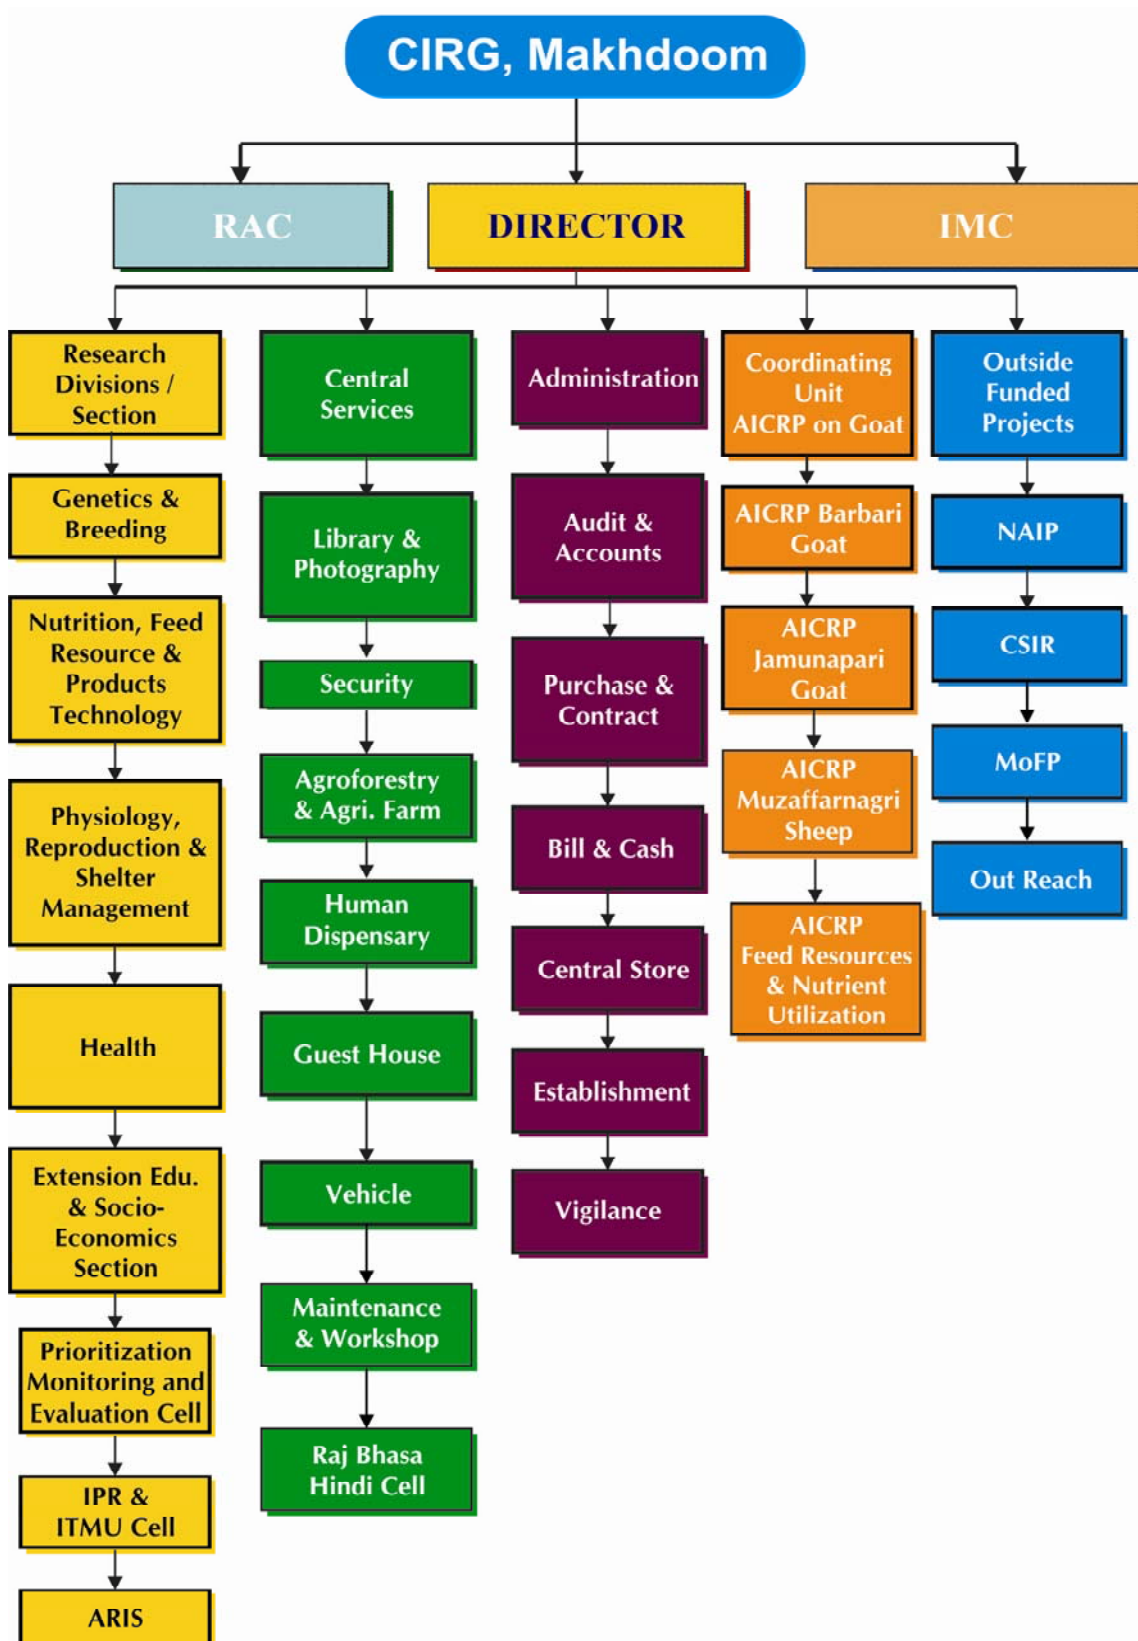 CIRG, Makhdoom
RAC
DIRECTOR
IMC
Research
Divisions /
Section
Genetics &
Breeding
Nutrition, Feed
Resource &
Products
Technology
Physiology,
Reproduction &
Shelter
Management
Health
Extension Edu.
& Socio-
Economics
Section
Prioritization
Monitoring and
Evaluation Cell
IPR &
ITMU Cell
ARIS
Central
Services
Library &
Photography
Security
Agroforestry
& Agri. Farm
Human
Dispensary
Guest House
Vehicle
Maintenance
& Workshop
Raj Bhasa
Hindi Cell
Administration
Audit &
Accounts
Purchase &
Contract
Bill & Cash
Central Store
Establishment
Vigilance
Coordinating
Unit
AICRP on Goat
AICRP Barbari
Goat
AICRP
Jamunapari
Goat
AICRP
Muzaffarnagri
Sheep
AICRP
Feed Resources
& Nutrient
Utilization
Outside
Funded
Projects
NAIP
CSIR
MoFP
Out Reach